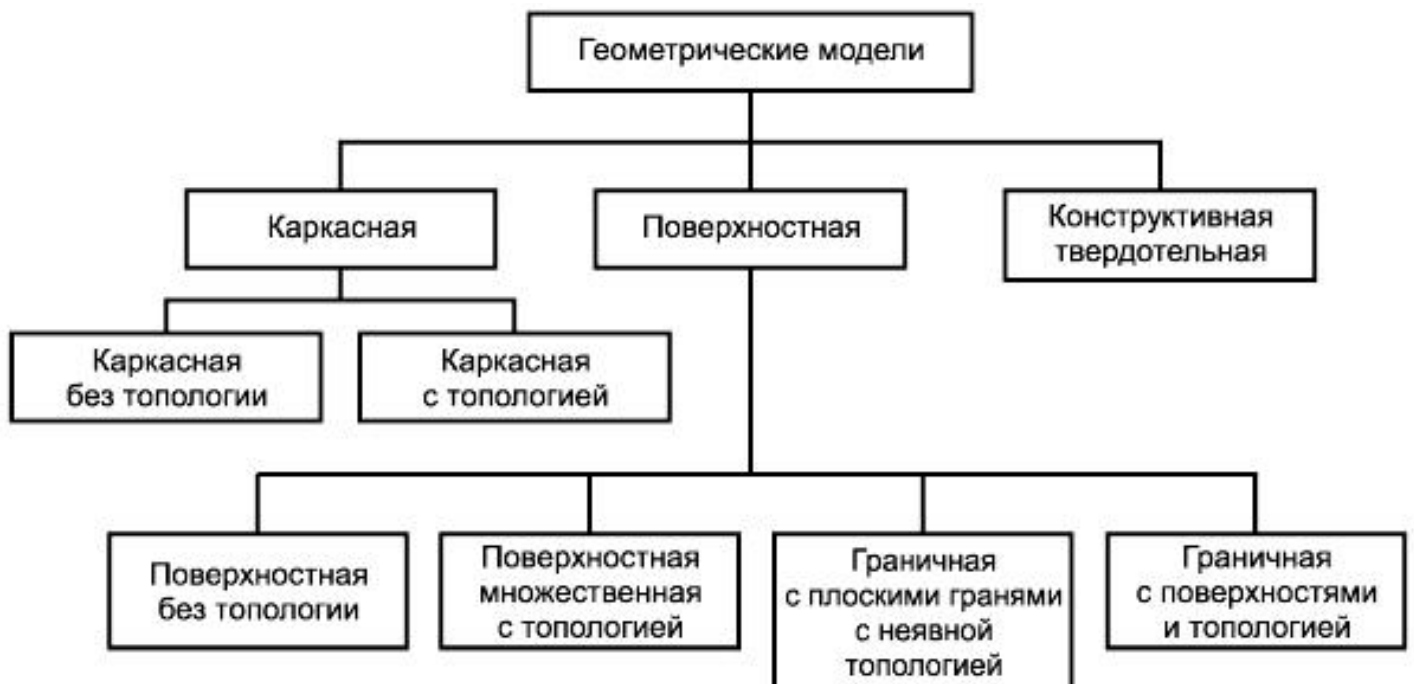 Геометрические модели
Каркасная
Поверхностная
Конструктивная
твердотельная
Каркасная
без топологии
Каркасная
с топологией
Поверхностная
без топологии
Поверхностная
множественная
с топологией
Граничная
с плоскими гранями
с неявной
топологией
Граничная
с поверхностями
и топологией